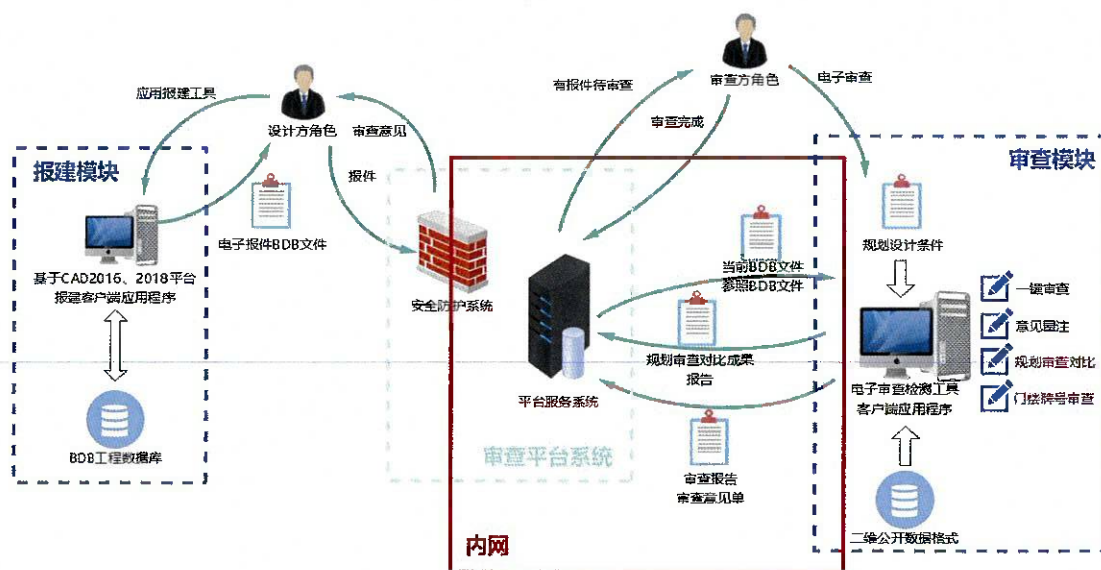 应用报建工具
设计方角色
审查意见
报件
电子报件BDB文件
报建模块
基于CAD2016、2018平台
报建客户端应用程序
BDB工程数据库
安全防护系统
审查平台系统
平台服务系统
内网
有报件待审查
审查方角色
审查完成
电子审查
当前BDB文件
参照BDB文件
规划审查对比成果
报告
审查报告
审查意见单
审查模块
规划设计条件
一键审查
意见圈注
规划审查对比
门楼牌号审查
电子审查检测工具
客户端应用程序
二维公开数据格式